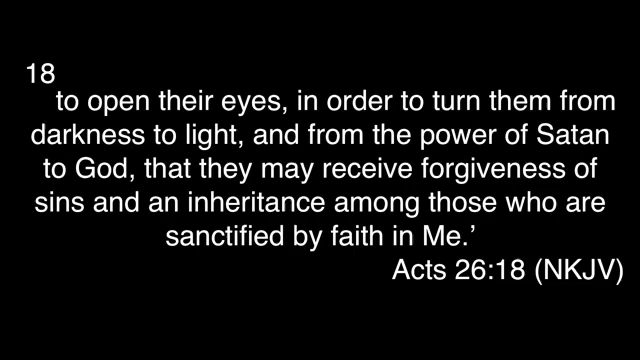 18
to open their eyes, in order to turn them from
darkness to light, and from the power of Satan
to God, that they may receive forgiveness of
sins and an inheritance among those who are
sanctified by faith in Me.’
Acts 26:18 (NKJV)